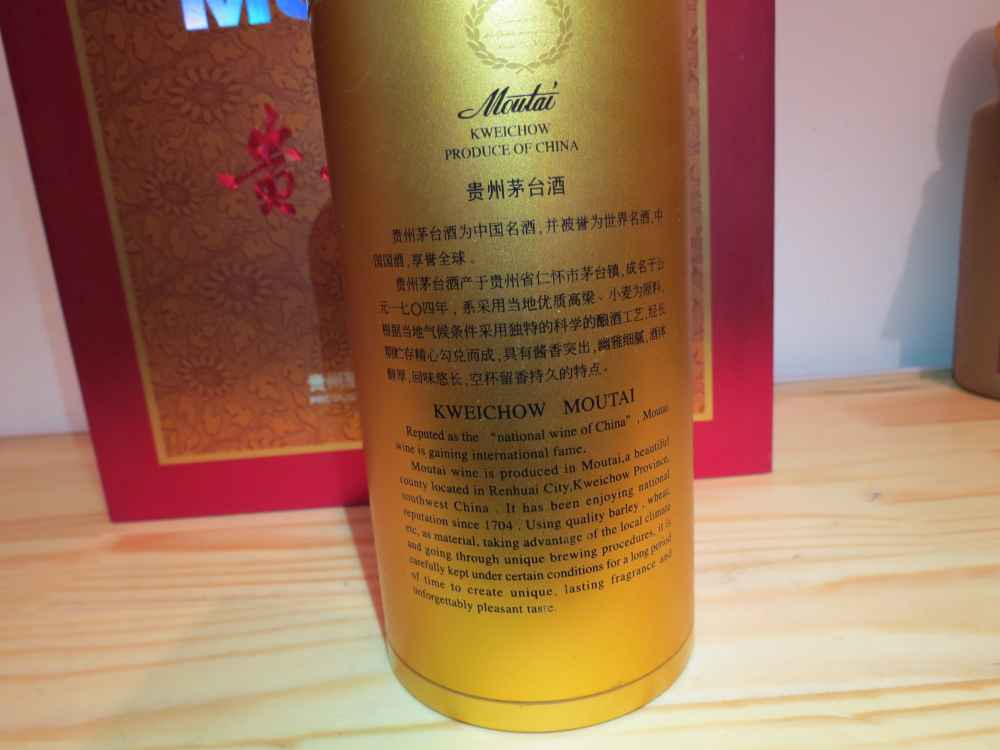 Moutai
KWEICHOW
PRODUCE OF CHINA
贵州茅台酒
贵州茅台酒为中国名酒,并被誉为世界名酒,中
国国酒,享誉全球。
贵州茅台酒产于贵州省仁怀市茅台镇,成名于公
元一七〇四年，系采用当地优质高粱、小麦为原料,
根据当地气候条件采用独特的科学的酿酒工艺,经长
期贮存精心勾兑而成,具有酱香突出,幽雅细腻,酒体
醇厚,回味悠长,空杯留香持久的特点。
KWEICHOW MOUTAI
Reputed as the “national wine of China”, Moutai
wine is gaining international fame.
Moutai wine is produced in Moutai,a beautiful
county located in Renhuai City,Kweichow Province,
southwest China . It has been enjoying national
reputation since 1704 . Using quality barley , wheat,
etc, as material, taking advantage of the local climate
and going through unique brewing procedures, it is
carefully kept under certain conditions for a long period
of time to create unique, lasting fragrance and
unforgettably pleasant taste.
贵
贵州